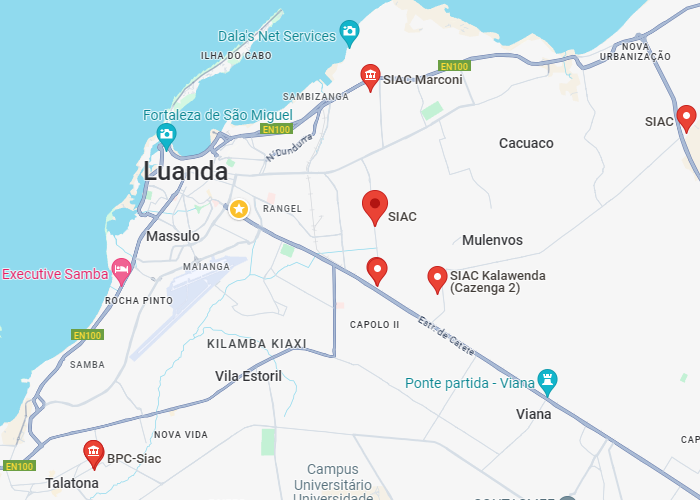 Dala's Net Services
NOVA
URBANIZAÇÃO
ILHA DO CABO
EN100
SIAC Marconi
SAMBIZANGA
Fortaleza de São Miguel
SIAC
EN100
N'Dundurra
Cacuaco
Luanda
RANGEL
SIAC
Massulo
Mulenvos
MAIANGA
Executive Samba
SIAC Kalawenda
(Cazenga 2)
ROCHA PINTO
CAPOLO II
Estr. de Catete
EN100
KILAMBA KIAXI
SAMBA
Vila Estoril
Ponte partida - Viana
Viana
NOVA VIDA
CAP
BPC-Siac
EN100
Talatona
Campus
Universitário
Universidade